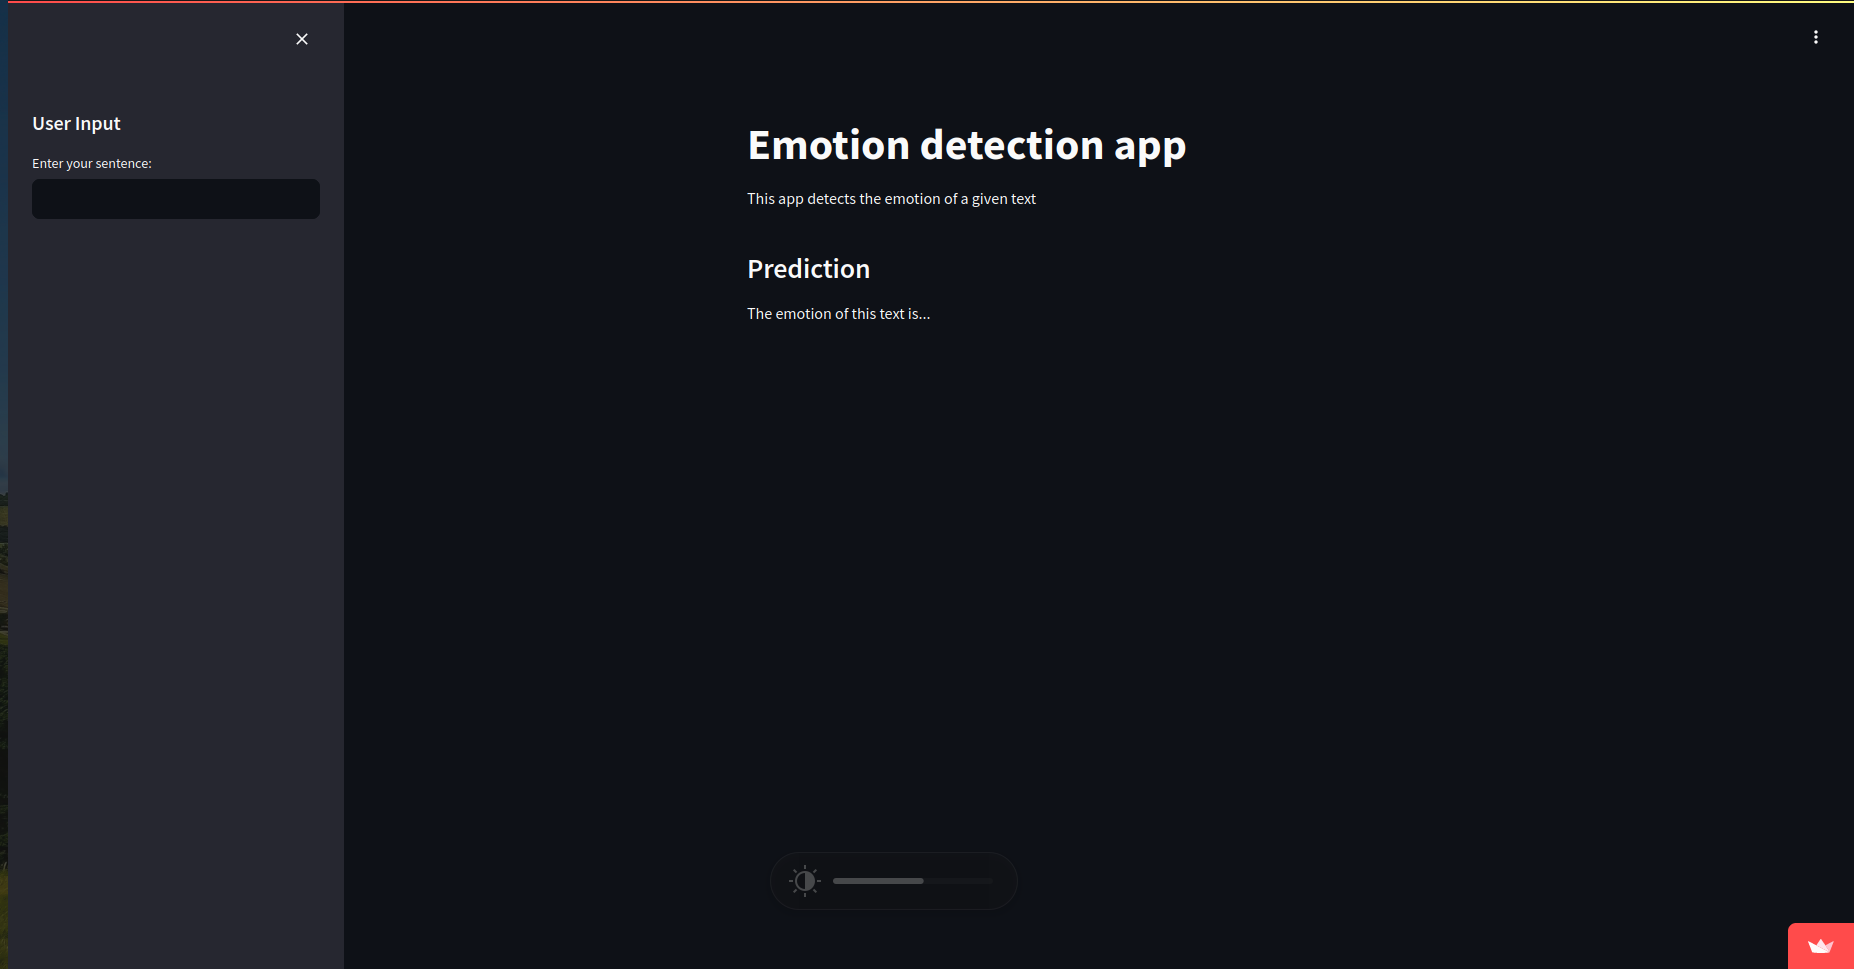 User Input
Enter your sentence:
Emotion detection app
This app detects the emotion of a given text
Prediction
The emotion of this text is...